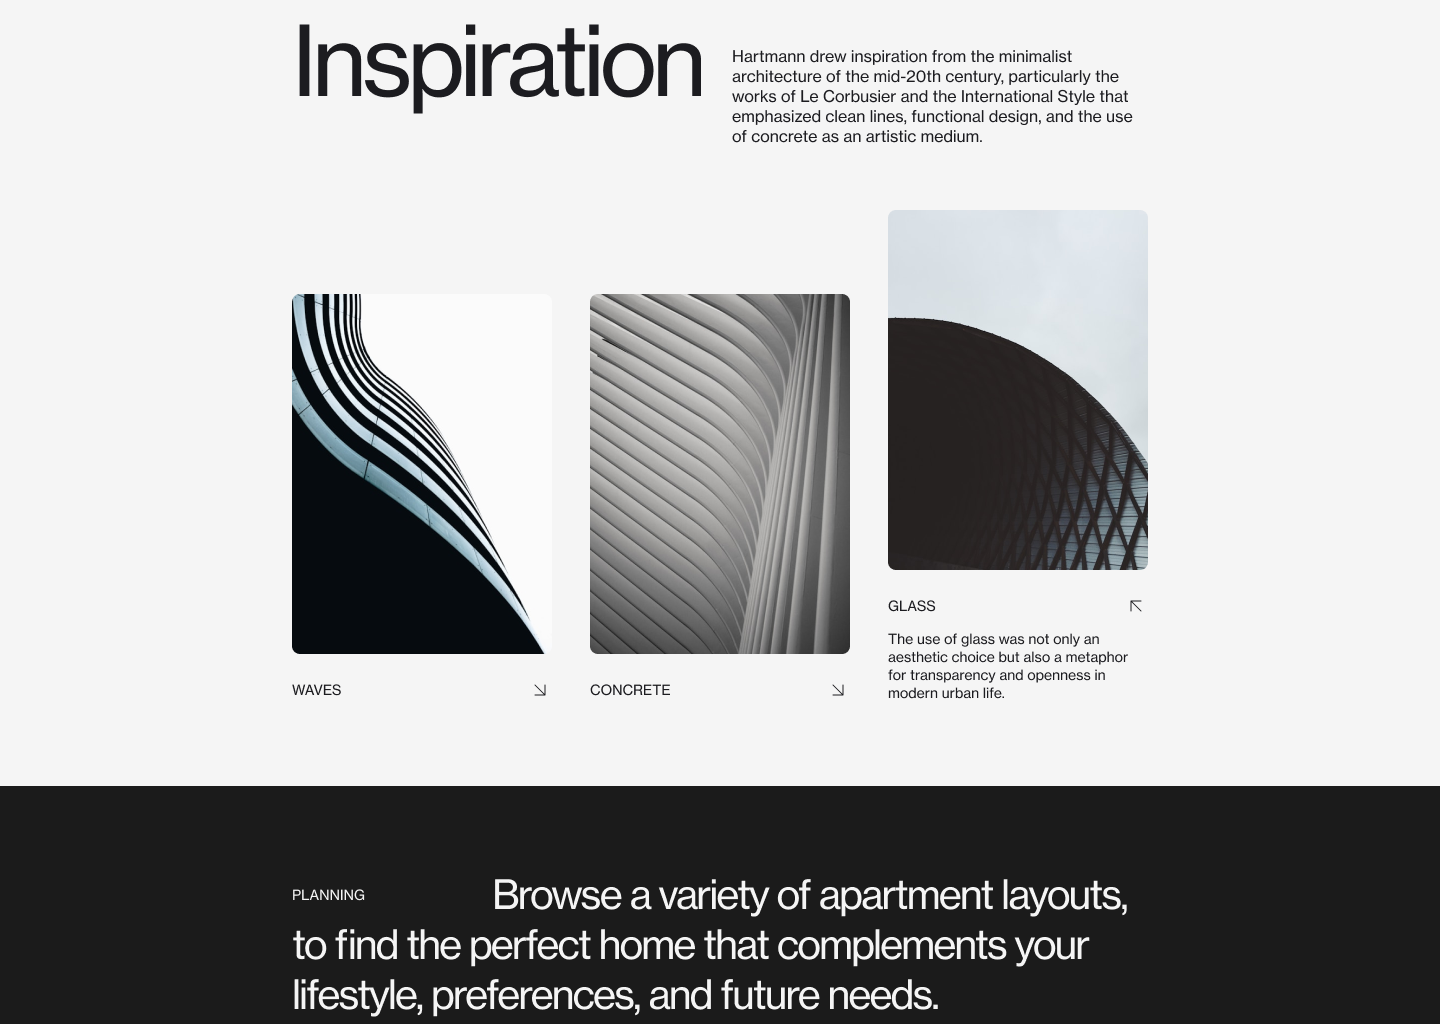 Inspiration
Hartmann drew inspiration from the minimalist
architecture of the mid-20th century, particularly the
works of Le Corbusier and the International Style that
emphasized clean lines, functional design, and the use
of concrete as an artistic medium.
WAVES
CONCRETE
GLASS
The use of glass was not only an
aesthetic choice but also a metaphor
for transparency and openness in
modern urban life.
PLANNING
Browse a variety of apartment layouts,
to find the perfect home that complements your
lifestyle, preferences, and future needs.